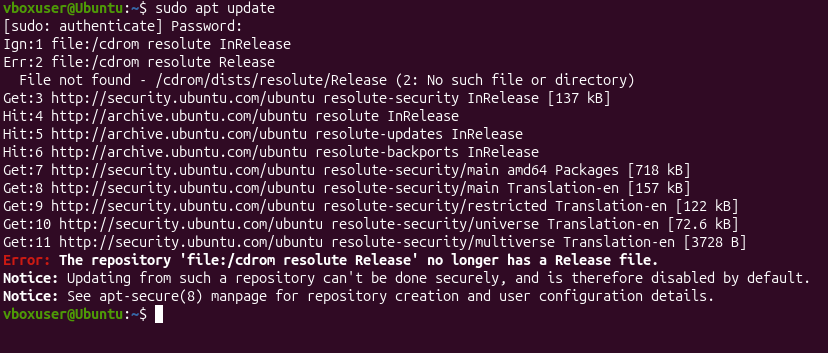 vboxuser@Ubuntu:~$ sudo apt update
[sudo: authenticate] Password:
Ign:1 file:/cdrom resolute InRelease
Err:2 file:/cdrom resolute Release
  File not found - /cdrom/dists/resolute/Release (2: No such file or directory)
Get:3 http://security.ubuntu.com/ubuntu resolute-security InRelease [137 kB]
Hit:4 http://archive.ubuntu.com/ubuntu resolute InRelease
Hit:5 http://archive.ubuntu.com/ubuntu resolute-updates InRelease
Hit:6 http://archive.ubuntu.com/ubuntu resolute-backports InRelease
Get:7 http://security.ubuntu.com/ubuntu resolute-security/main amd64 Packages [718 kB]
Get:8 http://security.ubuntu.com/ubuntu resolute-security/main Translation-en [157 kB]
Get:9 http://security.ubuntu.com/ubuntu resolute-security/restricted Translation-en [122 kB]
Get:10 http://security.ubuntu.com/ubuntu resolute-security/universe Translation-en [72.6 kB]
Get:11 http://security.ubuntu.com/ubuntu resolute-security/multiverse Translation-en [3728 B]
Error: The repository 'file:/cdrom resolute Release' no longer has a Release file.
Notice: Updating from such a repository can't be done securely, and is therefore disabled by default.
Notice: See apt-secure(8) manpage for repository creation and user configuration details.
vboxuser@Ubuntu:~$